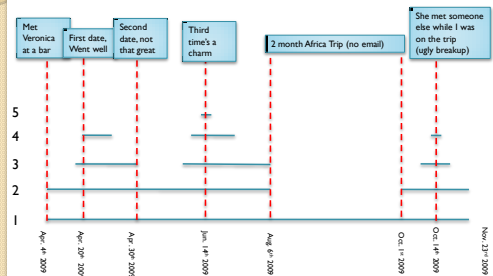 Met
Veronica
at a bar
First date,
Went well
Second
date, not
that great
Third
time's a
charm
2 month Africa Trip (no email)
She met someone
else while I was
on the trip
(ugly breakup)
5
4
3
2
1
Apr. 4th 2009
Apr. 20th 2009
Apr. 30th 2009
Jun. 14th 2009
Aug. 6th 2009
Oct. 1st 2009
Oct. 14th 2009
Nov. 23rd 2009